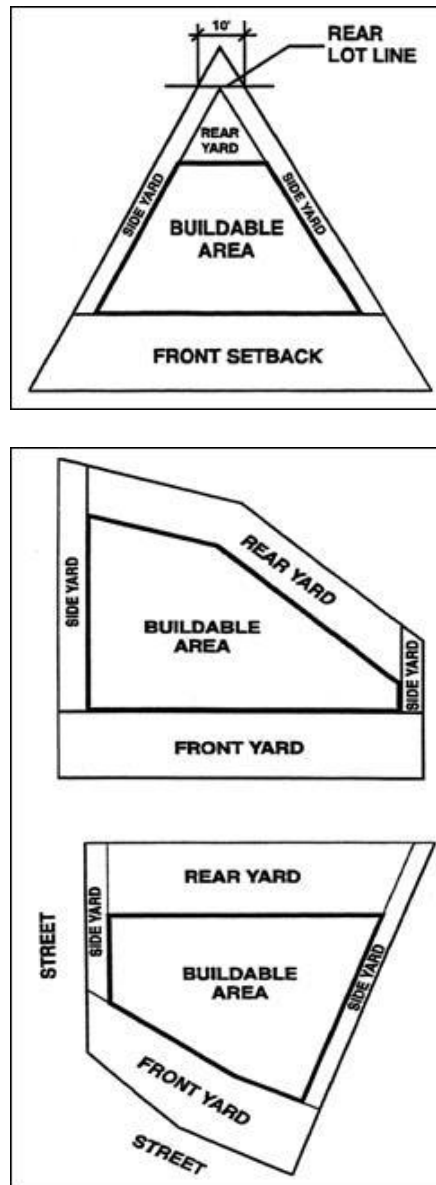 10'
REAR
LOT LINE
REAR
YARD
SIDE YARD
SIDE YARD
BUILDABLE
AREA
FRONT SETBACK
REAR YARD
SIDE YARD
BUILDABLE
AREA
SIDE YARD
FRONT YARD
REAR YARD
SIDE YARD
STREET
BUILDABLE
AREA
SIDE YARD
FRONT YARD
STREET